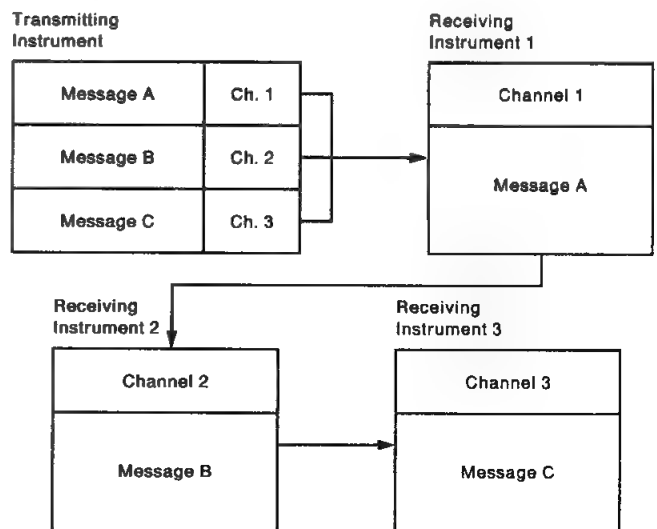 Transmitting
Instrument
Message A
Ch. 1
Message B
Ch. 2
Message C
Ch. 3
Receiving
Instrument 1
Channel 1
Message A
Receiving
Instrument 2
Channel 2
Message B
Receiving
Instrument 3
Channel 3
Message C